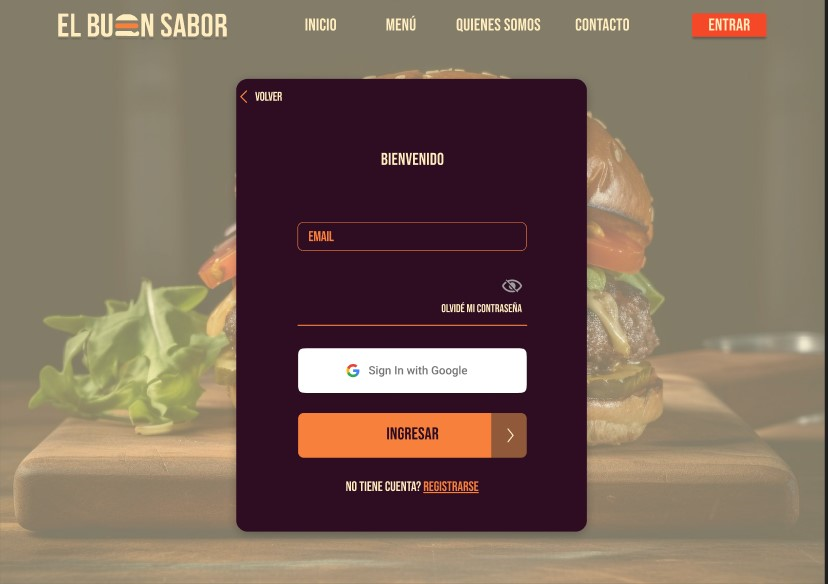 EL BUEN SABOR
INICIO MENÚ QUIENES SOMOS CONTACTO ENTRAR
VOLVER
BIENVENIDO
EMAIL
OLVIDÉ MI CONTRASEÑA
Sign In with Google
INGRESAR
NO TIENE CUENTA? REGISTRARSE